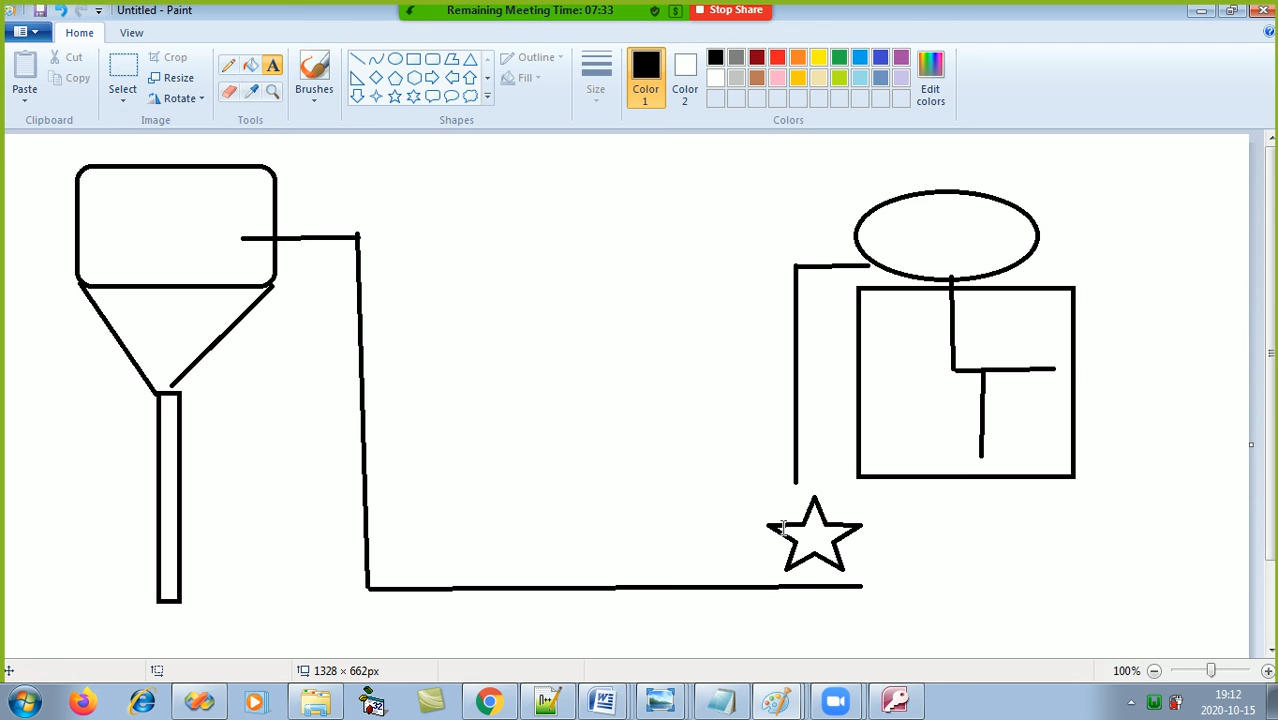 Untitled - Paint
Remaining Meeting Time: 07:33
$
Stop Share
Home
View
Paste
Cut
Copy
Clipboard
Select
Crop
Resize
Rotate
Image
A
Tools
Brushes
Outline
Fill
Shapes
Size
Color 1
Color 2
Edit colors
Colors
1328 × 662px
100%
19:12
2020-10-15